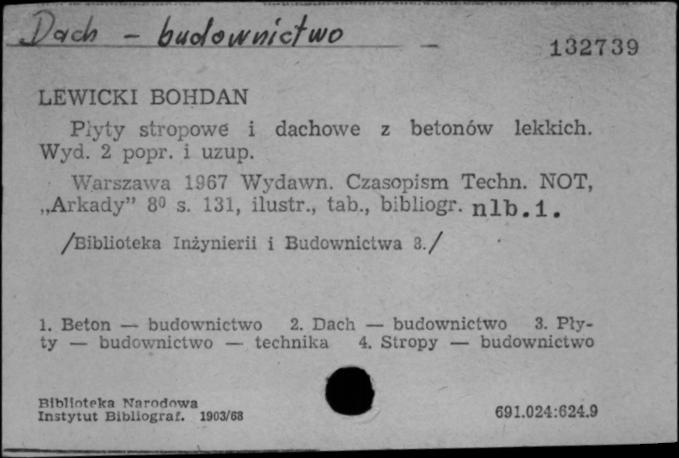 Dach - budownictwo
132739
LEWICKI BOHDAN
Płyty stropowe i dachowe z betonów lekkich.
Wyd. 2 popr. i uzup.
Warszawa 1967 Wydawn. Czasopism Techn. NOT,
„Arkady” 8⁰ s. 131, ilustr., tab., bibliogr. nlb.1.
/Biblioteka Inżynierii i Budownictwa 3./
1. Beton — budownictwo 2. Dach — budownictwo 3. Pły-
ty — budownictwo — technika 4. Stropy — budownictwo
Biblioteka Narodowa
Instytut Bibliograf. 1903/68
691.024:624.9